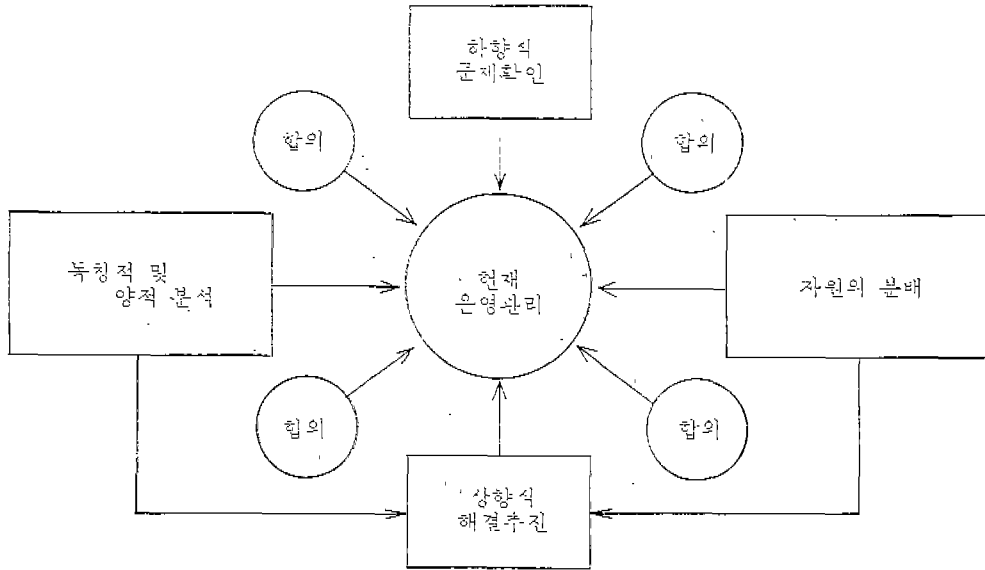 하향식
문제확인
합의
합의
독창적 및
양적 분석
현재
운영관리
자원의 분배
합의
합의
상향식
해결추진